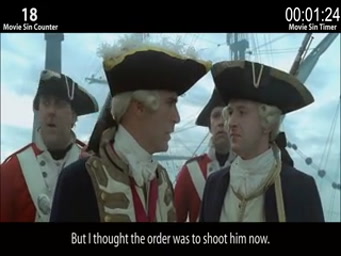 18
Movie Sin Counter
00:01:24
Movie Sin Timer
But I thought the order was to shoot him now.